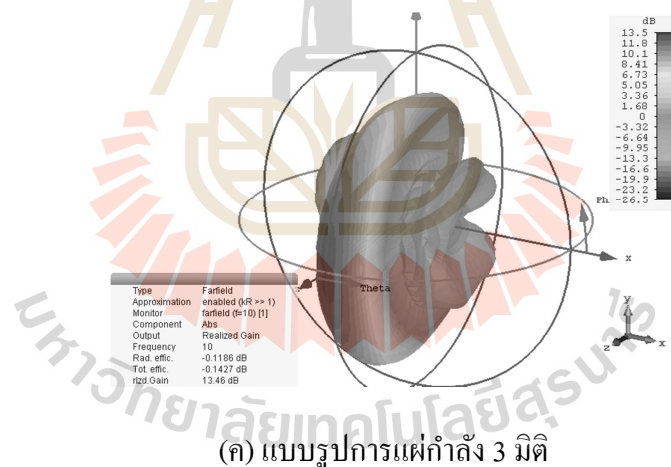 dB
13.5
11.8
10.1
8.41
6.73
5.05
3.36
1.68
0
-3.32
-6.64
-9.95
-13.3
-16.6
-19.9
-23.2
-26.5
x
Theta
Type Farfield
Approximation enabled (kR >> 1)
Monitor farfield (f=10) [1]
Component Abs
Output Realized Gain
Frequency 10
Rad. effic. -0.1186 dB
Tot. effic. -0.1427 dB
rlzd.Gain 13.46 dB
y
z x
มหาวิทยาลัยเทคโนโลยีสุรนารี
(ค) แบบรูปการแผ่กำลัง 3 มิติ